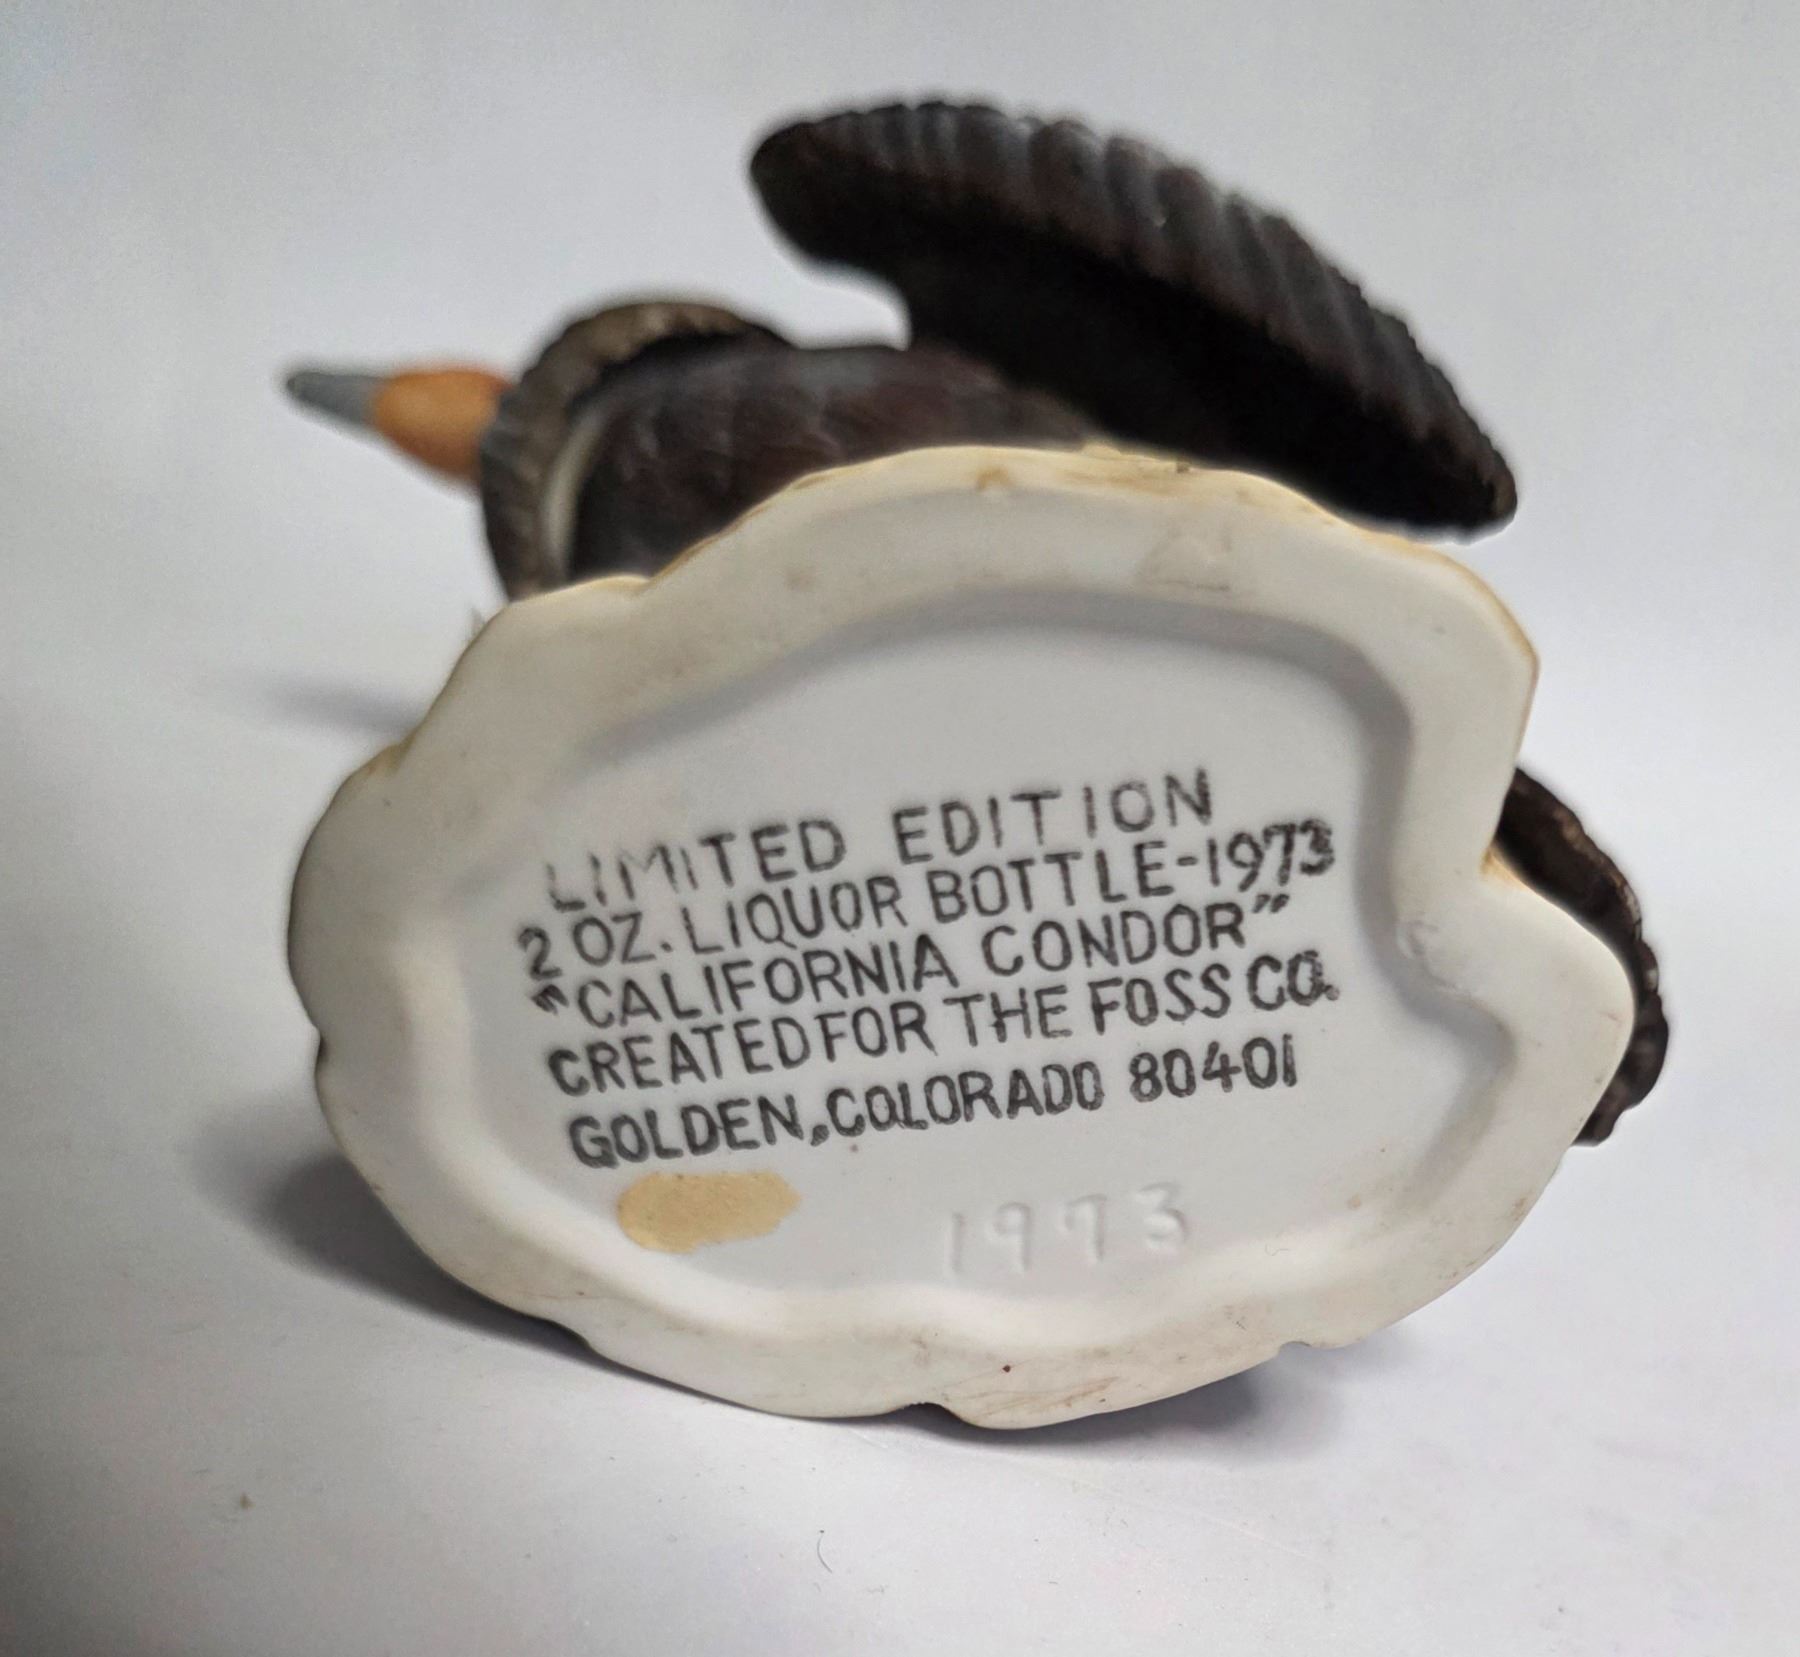 LIMITED EDITION
2 OZ. LIQUOR BOTTLE-1973
"CALIFORNIA CONDOR"
CREATED FOR THE FOSS CO.
GOLDEN, COLORADO 80401
1973